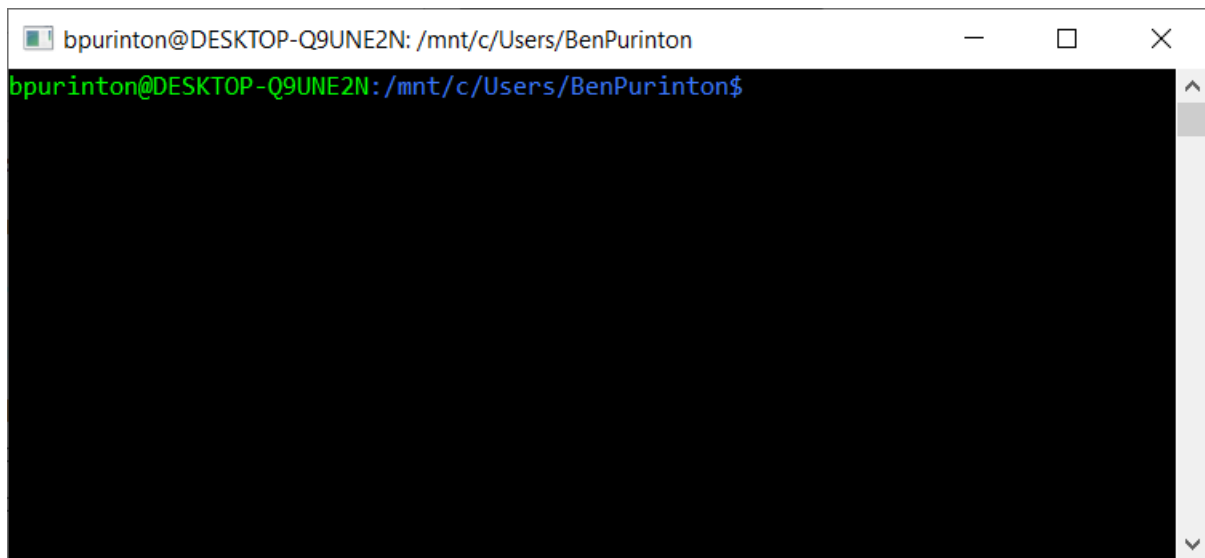 bpurinton@DESKTOP-Q9UNE2N: /mnt/c/Users/BenPurinton
bpurinton@DESKTOP-Q9UNE2N:/mnt/c/Users/BenPurinton$